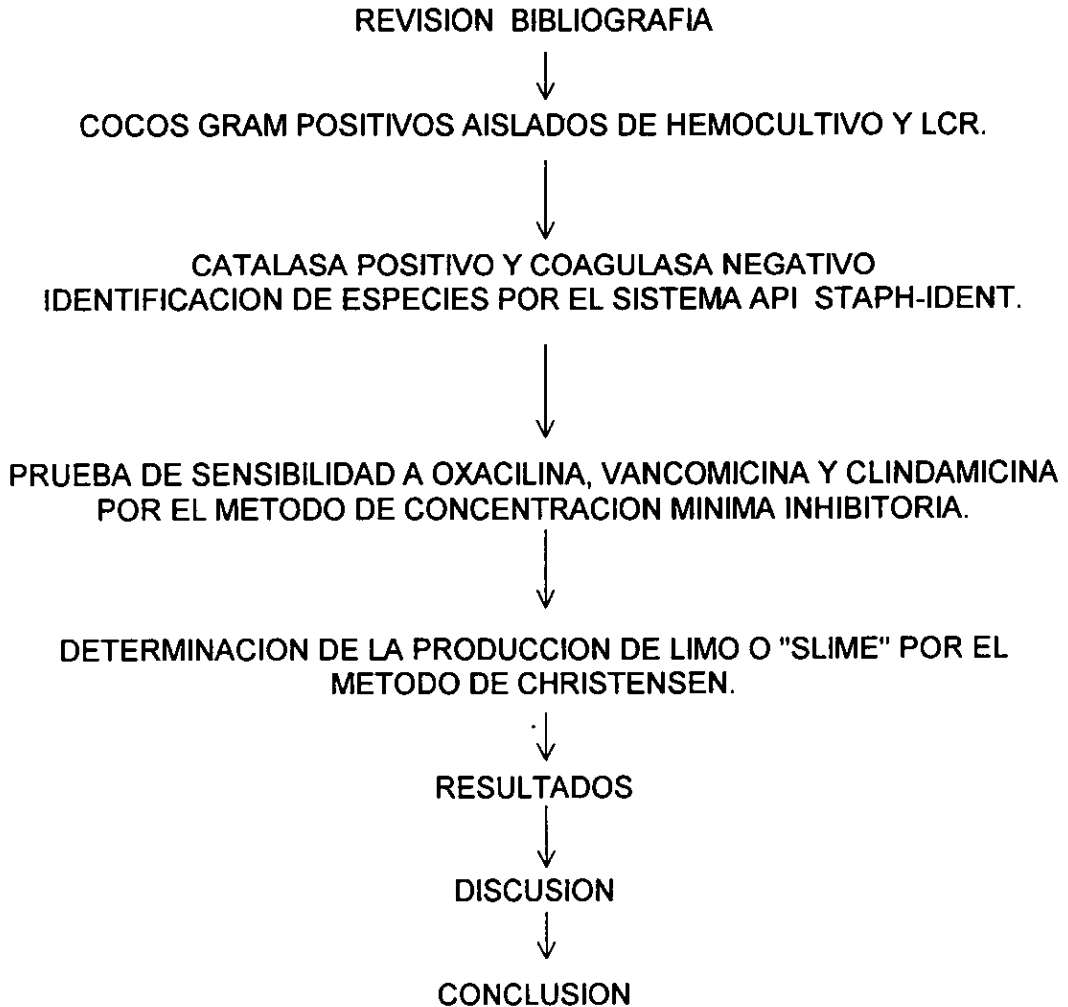 REVISION BIBLIOGRAFIA
COCOS GRAM POSITIVOS AISLADOS DE HEMOCULTIVO Y LCR.
CATALASA POSITIVO Y COAGULASA NEGATIVO
IDENTIFICACION DE ESPECIES POR EL SISTEMA API STAPH-IDENT.
PRUEBA DE SENSIBILIDAD A OXACILINA, VANCOMICINA Y CLINDAMICINA
POR EL METODO DE CONCENTRACION MINIMA INHIBITORIA.
DETERMINACION DE LA PRODUCCION DE LIMO O "SLIME" POR EL
METODO DE CHRISTENSEN.
RESULTADOS
DISCUSION
CONCLUSION